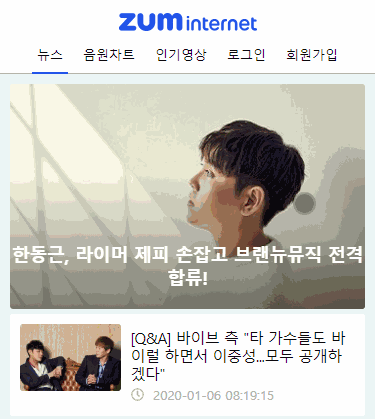 zum internet
뉴스 음원차트 인기영상 로그인 회원가입
한동근, 라이머 제피 손잡고 브랜뉴뮤직 전격
합류!
[Q&A] 바이브 측 "타 가수들도 바
이럴 하면서 이중성...모두 공개하
겠다"
2020-01-06 08:19:15